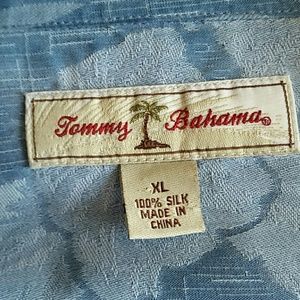 Tommy Bahama®
XL
100% SILK
MADE IN
CHINA